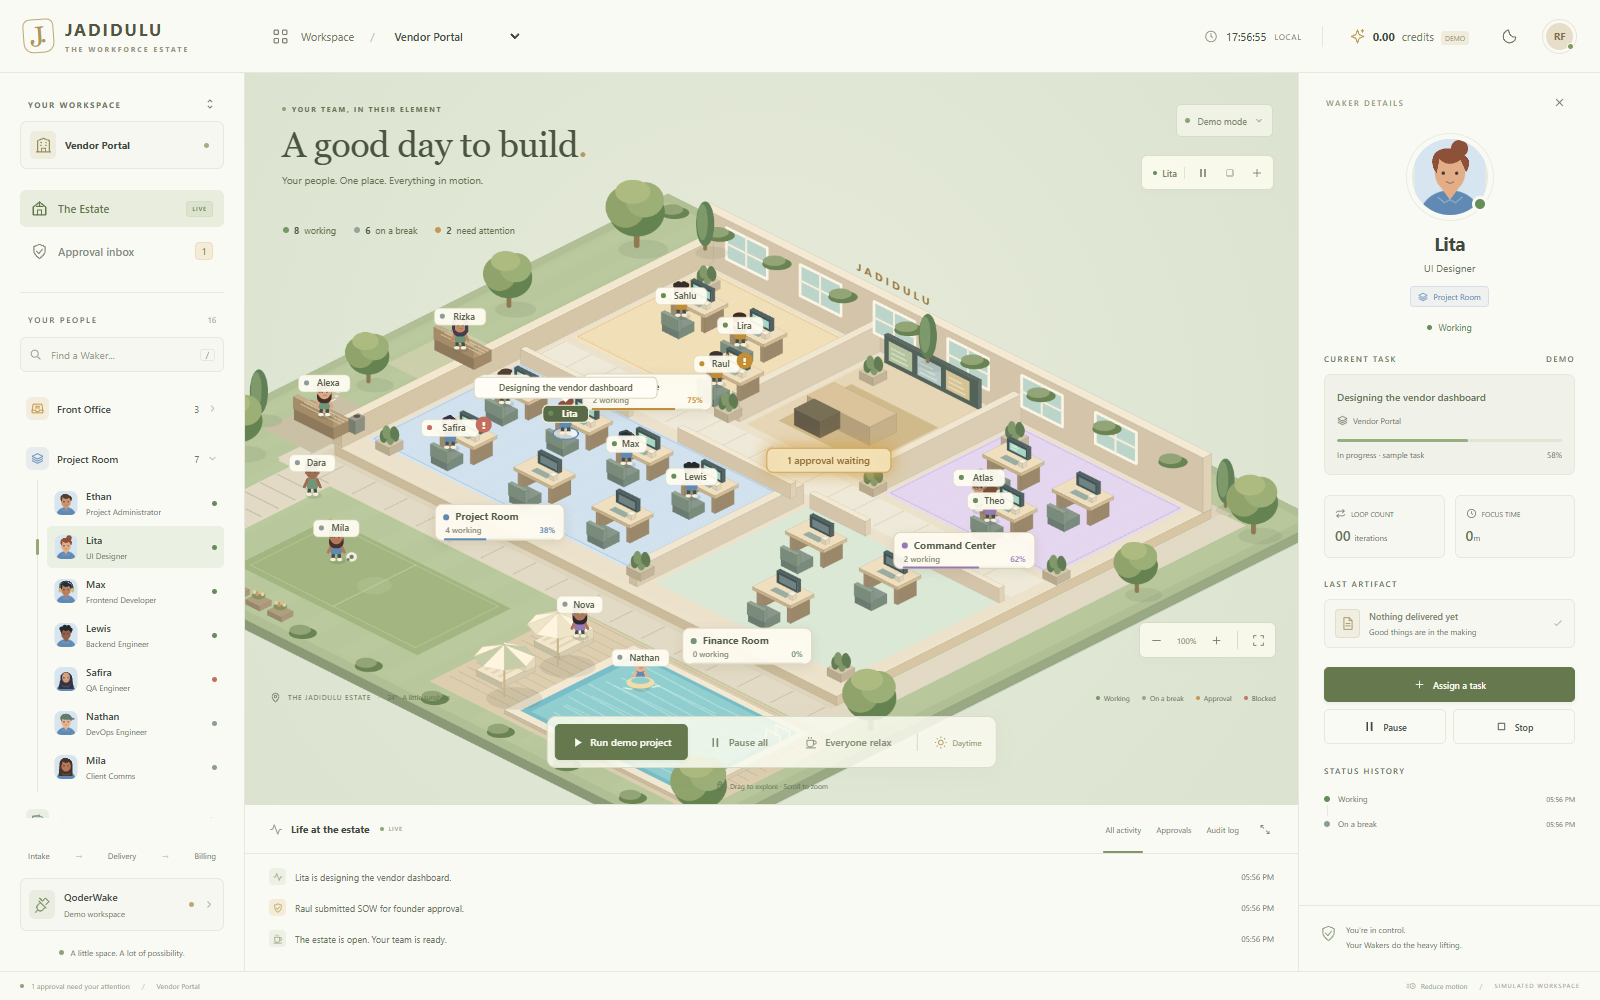 JADIDULU
THE WORKFORCE ESTATE
Workspace / Vendor Portal
17:56:55 LOCAL
0.00 credits DEMO
RF
YOUR WORKSPACE
Vendor Portal
The Estate LIVE
Approval inbox 1
YOUR PEOPLE 16
Find a Waker... /
Front Office 3
Project Room 7
Ethan
Project Administrator
Lita
UI Designer
Max
Frontend Developer
Lewis
Backend Engineer
Safira
QA Engineer
Nathan
DevOps Engineer
Mila
Client Comms
Intake → Delivery → Billing
QoderWake
Demo workspace
A little space. A lot of possibility.
YOUR TEAM, IN THEIR ELEMENT
A good day to build.
Your people. One place. Everything in motion.
8 working 6 on a break 2 need attention
Demo mode
Lita
JADIDULU
Sahlu
Rizka
Lira
Raul
Alexa
Designing the vendor dashboard
2 working 75%
Lita
Safira
Max
Dara
Lewis
1 approval waiting
Atlas
Theo
Project Room
4 working 38%
Mila
Command Center
2 working 62%
Nova
Finance Room
0 working 0%
Nathan
100%
THE JADIDULU ESTATE
Working On a break Approval Blocked
Run demo project
Pause all
Everyone relax
Daytime
Drag to explore · Scroll to zoom
Life at the estate LIVE
All activity Approvals Audit log
Lita is designing the vendor dashboard. 05:56 PM
Raul submitted SOW for founder approval. 05:56 PM
The estate is open. Your team is ready. 05:56 PM
WAKER DETAILS
Lita
UI Designer
Project Room
Working
CURRENT TASK DEMO
Designing the vendor dashboard
Vendor Portal
In progress · sample task 58%
LOOP COUNT
00 iterations
FOCUS TIME
0m
LAST ARTIFACT
Nothing delivered yet
Good things are in the making
Assign a task
Pause
Stop
STATUS HISTORY
Working 05:56 PM
On a break 05:56 PM
You're in control.
Your Wakers do the heavy lifting.
1 approval need your attention / Vendor Portal
Reduce motion / SIMULATED WORKSPACE